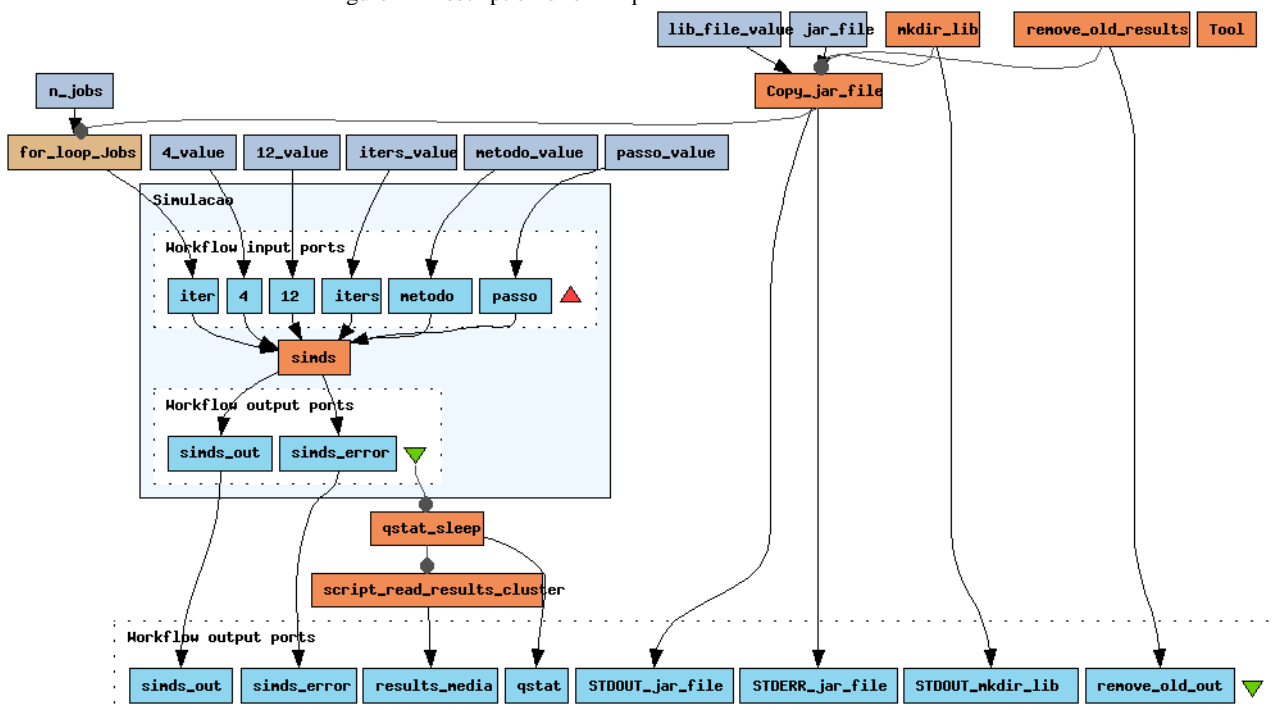 lib_file_value jar_file mkdir_lib remove_old_results Tool
n_jobs Copy_jar_file
for_loop_Jobs 4_value 12_value iters_value metodo_value passo_value
Simulacao
Workflow input ports
iter 4 12 iters metodo passo
simds
Workflow output ports
simds_out simds_error
qstat_sleep
script_read_results_cluster
Workflow output ports
simds_out simds_error results_media qstat STDOUT_jar_file STDERR_jar_file STDOUT_mkdir_lib remove_old_out